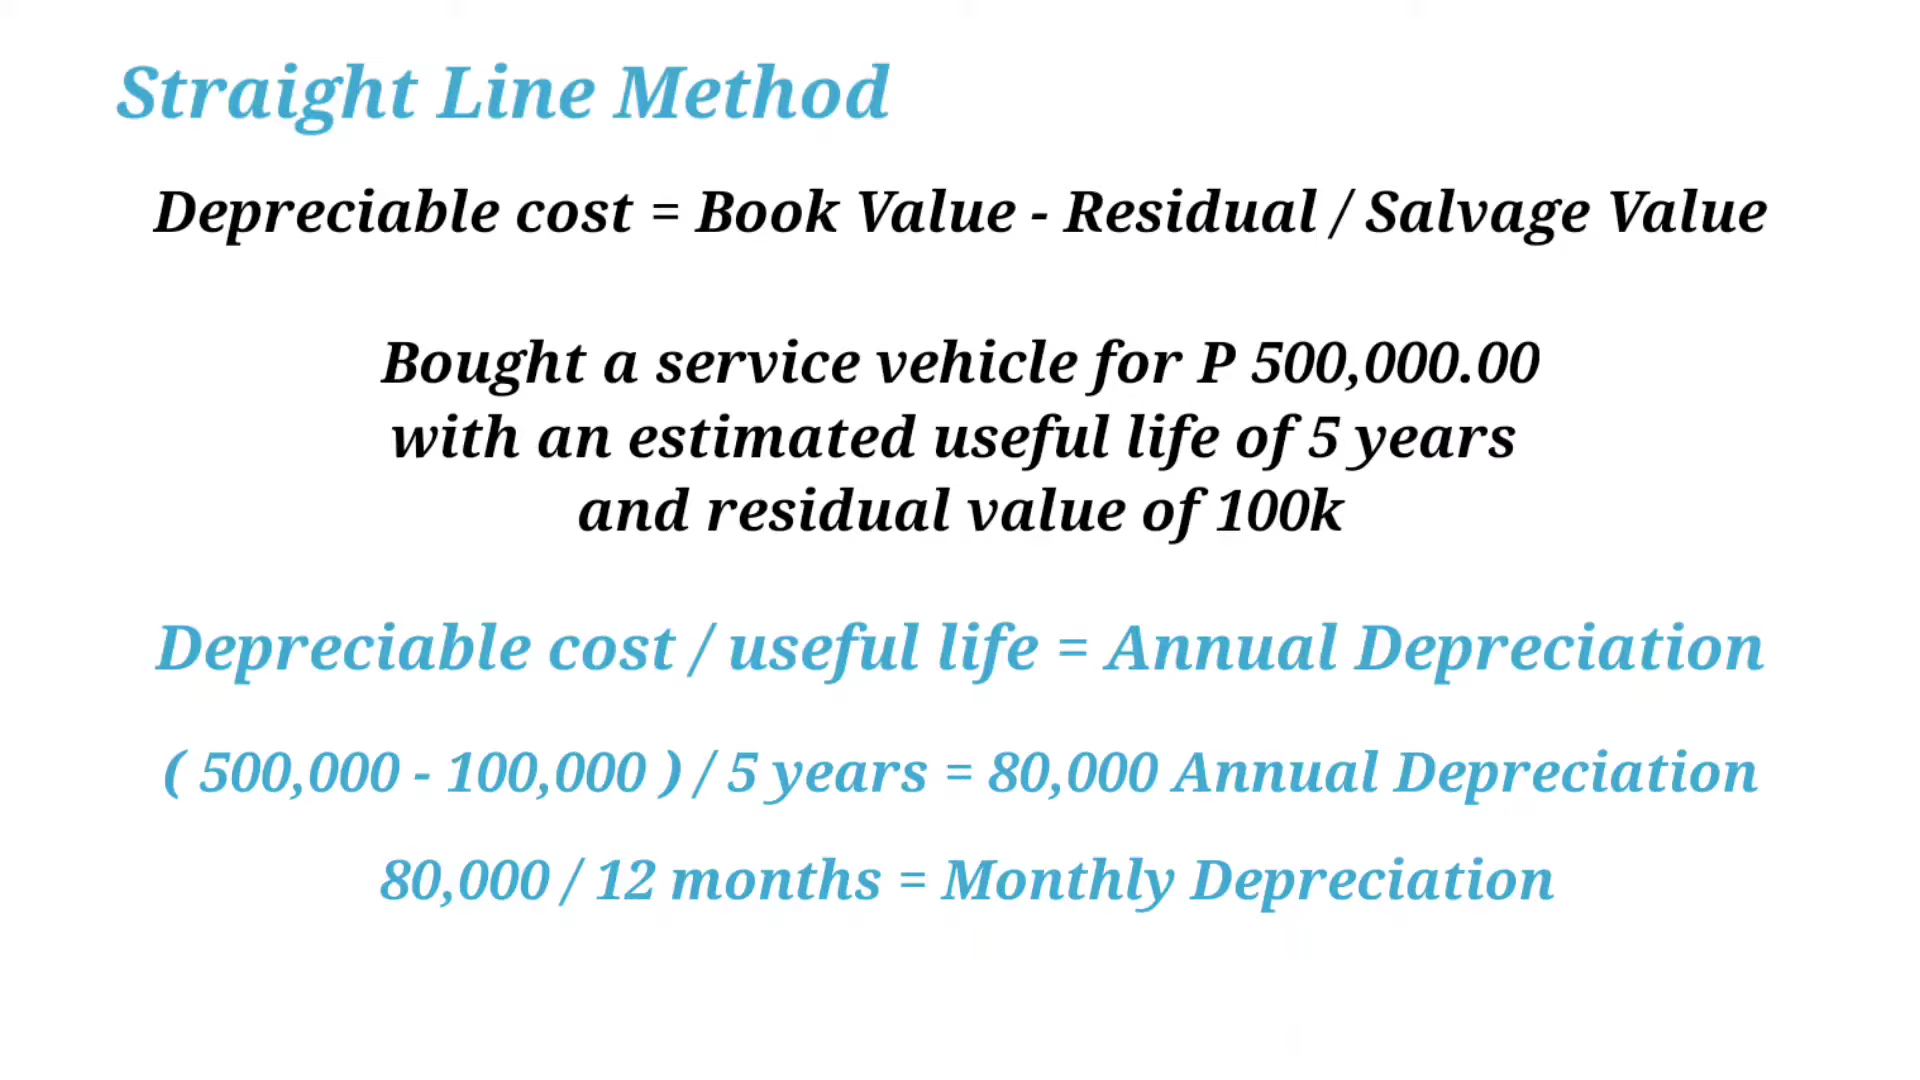 Straight Line Method
Depreciable cost = Book Value - Residual / Salvage Value
Bought a service vehicle for P 500,000.00
with an estimated useful life of 5 years
and residual value of 100k
Depreciable cost / useful life = Annual Depreciation
( 500,000 - 100,000 ) / 5 years = 80,000 Annual Depreciation
80,000 / 12 months = Monthly Depreciation